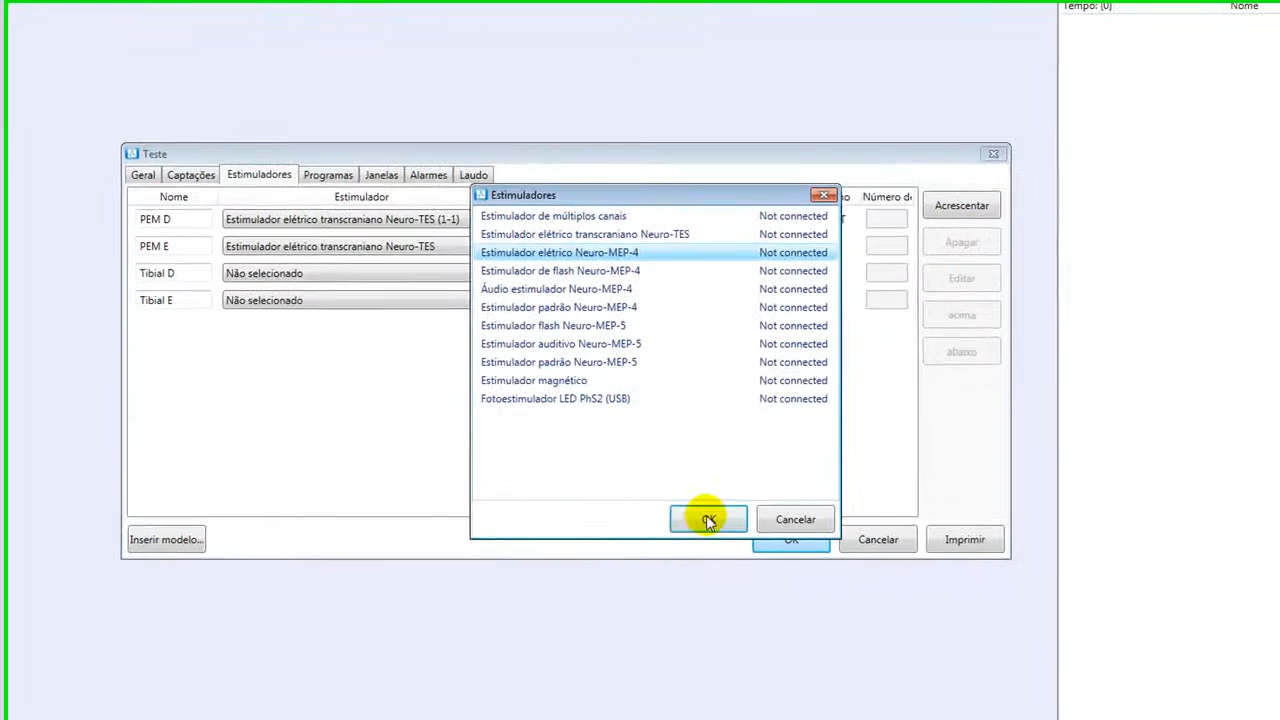 Tempo: {0} Nome
Teste
Geral Captações Estimuladores Programas Janelas Alarmes Laudo
Estimuladores
Nome Estimulador Número d
Acrescentar
PEM D Estimulador elétrico transcraniano Neuro-TES (1-1)
PEM E Estimulador elétrico transcraniano Neuro-TES
Tibial D Não selecionado
Tibial E Não selecionado
Estimulador de múltiplos canais Not connected
Estimulador elétrico transcraniano Neuro-TES Not connected
Estimulador elétrico Neuro-MEP-4 Not connected
Estimulador de flash Neuro-MEP-4 Not connected
Áudio estimulador Neuro-MEP-4 Not connected
Estimulador padrão Neuro-MEP-4 Not connected
Estimulador flash Neuro-MEP-5 Not connected
Estimulador auditivo Neuro-MEP-5 Not connected
Estimulador padrão Neuro-MEP-5 Not connected
Estimulador magnético Not connected
Fotoestimulador LED PhS2 (USB) Not connected
Apagar
Editar
acima
abaixo
OK Cancelar
Inserir modelo... OK Cancelar Imprimir